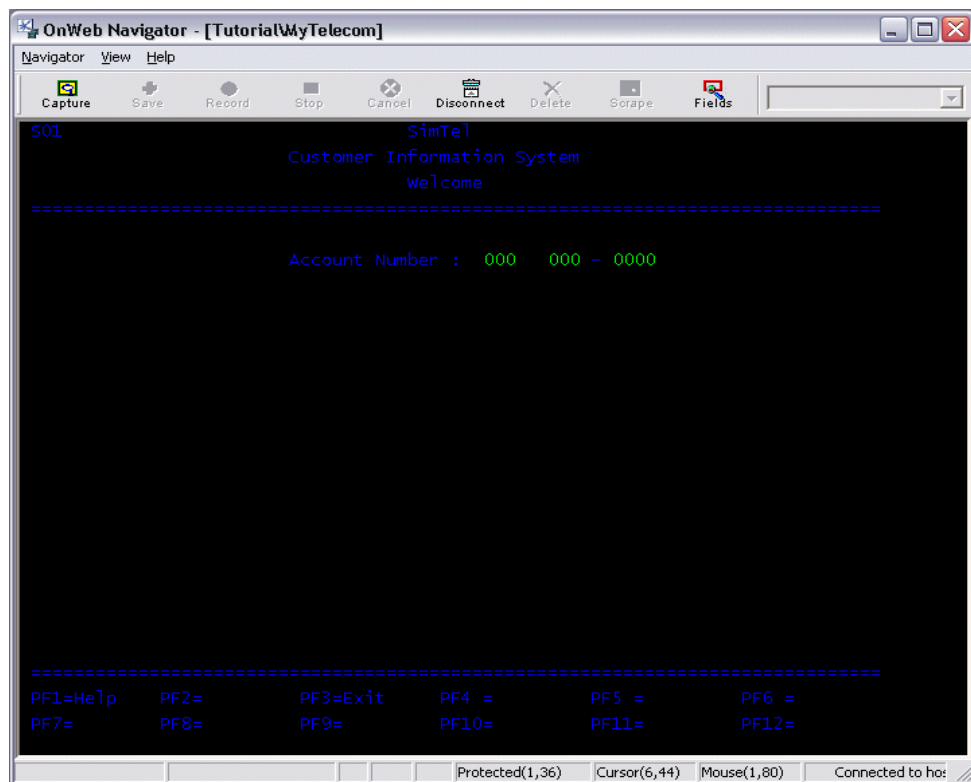 OnWeb Navigator - [Tutorial\MyTelecom]
Navigator View Help
Capture Save Record Stop Cancel Disconnect Delete Scrape Fields
S01 SimTel
Customer Information System
Welcome
===============================================================================
Account Number : 000 000 - 0000
===============================================================================
PF1=Help PF2= PF3=Exit PF4 = PF5 = PF6 =
PF7= PF8= PF9= PF10= PF11= PF12=
Protected(1,36) Cursor(6,44) Mouse(1,80) Connected to hos